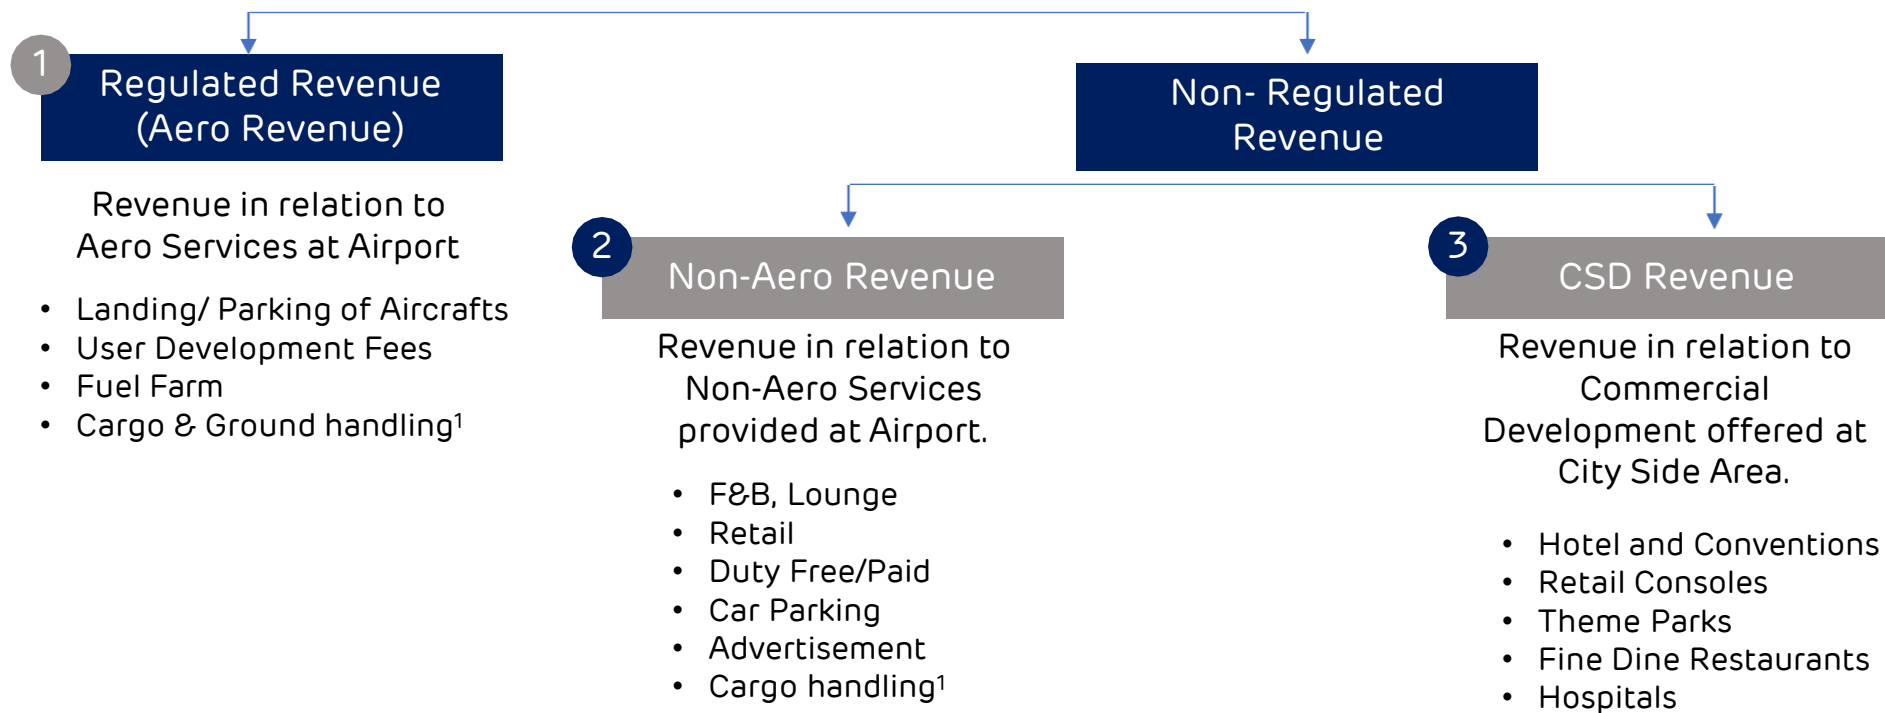 1
Regulated Revenue
(Aero Revenue)
Revenue in relation to
Aero Services at Airport
• Landing/ Parking of Aircrafts
• User Development Fees
• Fuel Farm
• Cargo & Ground handling¹
Non- Regulated
Revenue
2
Non-Aero Revenue
Revenue in relation to
Non-Aero Services
provided at Airport.
• F&B, Lounge
• Retail
• Duty Free/Paid
• Car Parking
• Advertisement
• Cargo handling¹
3
CSD Revenue
Revenue in relation to
Commercial
Development offered at
City Side Area.
• Hotel and Conventions
• Retail Consoles
• Theme Parks
• Fine Dine Restaurants
• Hospitals